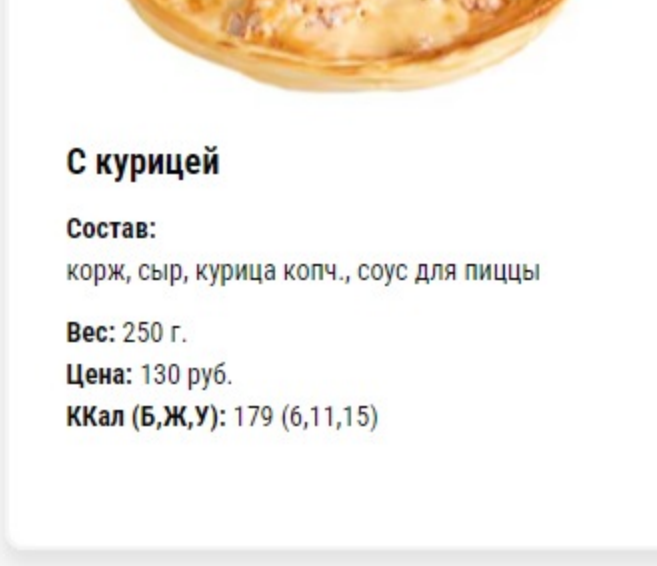 С курицей
Состав:
корж, сыр, курица копч., соус для пиццы
Вес: 250 г.
Цена: 130 руб.
ККал (Б,Ж,У): 179 (6,11,15)